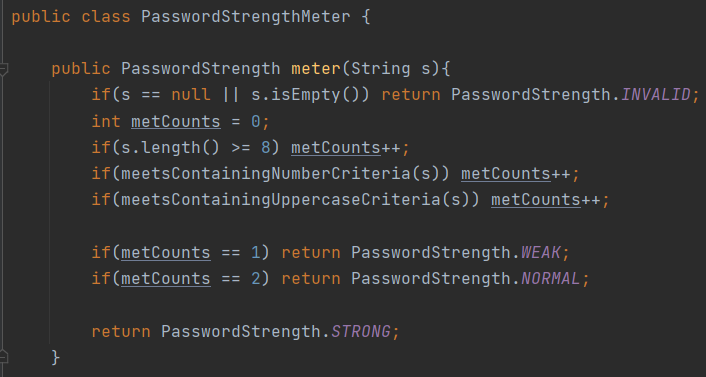 public class PasswordStrengthMeter {
public PasswordStrength meter(String s){
if(s == null || s.isEmpty()) return PasswordStrength.INVALID;
int metCounts = 0;
if(s.length() >= 8) metCounts++;
if(meetsContainingNumberCriteria(s)) metCounts++;
if(meetsContainingUppercaseCriteria(s)) metCounts++;
if(metCounts == 1) return PasswordStrength.WEAK;
if(metCounts == 2) return PasswordStrength.NORMAL;
return PasswordStrength.STRONG;
}